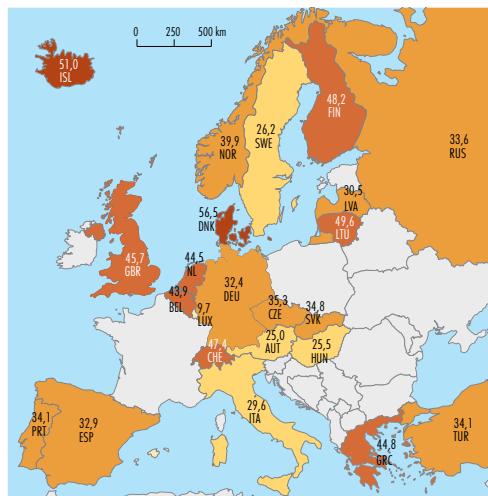 0 250 500 km
51,0
ISL
48,2
FIN
26,2
SWE
39,9
NOR
33,6
RUS
30,5
LVA
56,5
DNK
49,6
LTU
45,7
GBR
44,5
NL
43,9
BEL
32,4
DEU
9,7
LUX
35,3
CZE
34,8
SVK
25,0
AUT
25,5
HUN
47,4
CHE
29,6
ITA
34,1
PRT
32,9
ESP
44,8
GRC
34,1
TUR